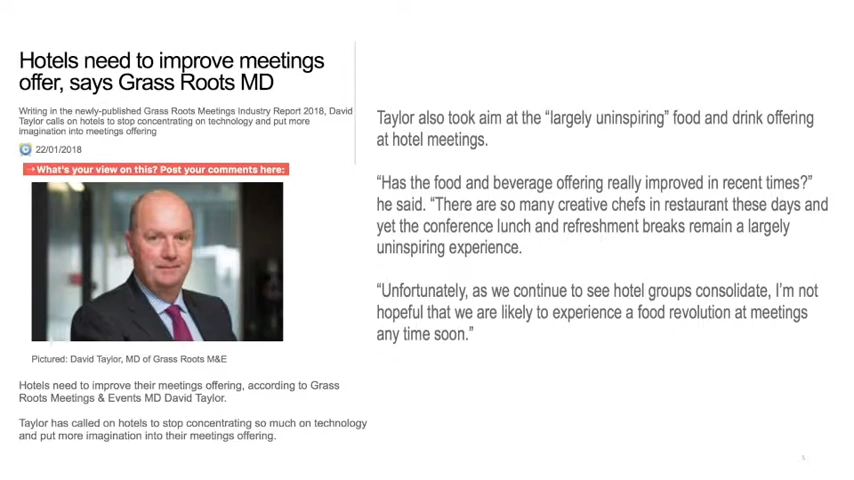 Hotels need to improve meetings
offer, says Grass Roots MD
Writing in the newly-published Grass Roots Meetings Industry Report 2018, David
Taylor calls on hotels to stop concentrating on technology and put more
imagination into meetings offering
22/01/2018
→What's your view on this? Post your comments here:
Pictured: David Taylor, MD of Grass Roots M&E
Hotels need to improve their meetings offering, according to Grass
Roots Meetings & Events MD David Taylor.
Taylor has called on hotels to stop concentrating so much on technology
and put more imagination into their meetings offering.
Taylor also took aim at the “largely uninspiring” food and drink offering
at hotel meetings.
“Has the food and beverage offering really improved in recent times?”
he said. “There are so many creative chefs in restaurant these days and
yet the conference lunch and refreshment breaks remain a largely
uninspiring experience.
“Unfortunately, as we continue to see hotel groups consolidate, I’m not
hopeful that we are likely to experience a food revolution at meetings
any time soon.”